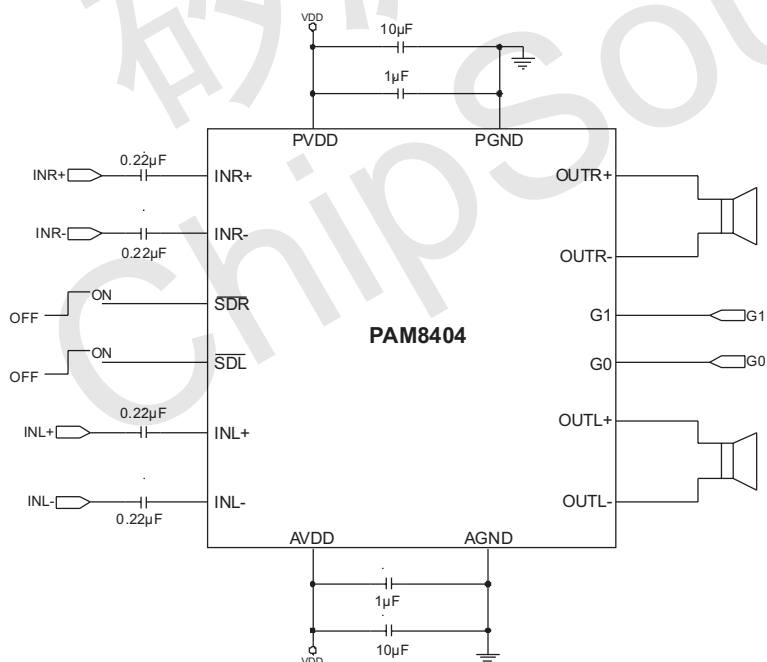 VDD
10µF
1µF
PVDD PGND
0.22µF
INR+ INR+ OUTR+
INR- INR-
0.22µF
OUTR-
OFF ON SDR G1 G1
PAM8404
OFF ON SDL G0 G0
0.22µF
OUTL+
INL+ INL+
INL- INL- OUTL-
0.22µF
AVDD AGND
1µF
10µF
VDD
砂
ChipSou